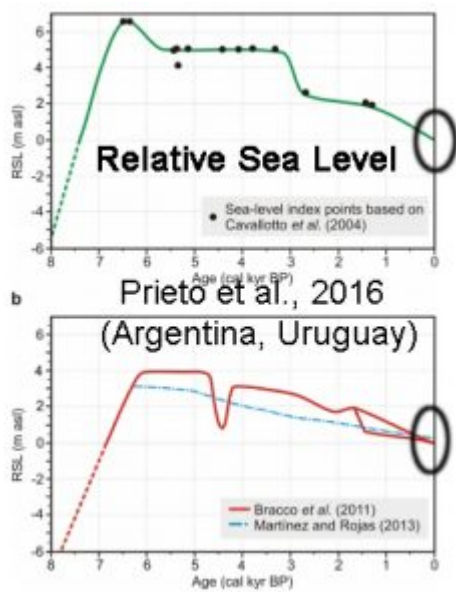 6
4
2
0
-2
-4
6
RSL (m asl)
Relative Sea Level
Sea-level index points based on
Cavallotto et al. (2004)
8 7 6 5 4 3 2 1 0
Age (cal kyr BP)
b
Prieto et al., 2016
(Argentina, Uruguay)
4
2
0
-2
-4
-6
RSL (m asl)
Bracco et al. (2011)
Martínez and Rojas (2013)
8 7 6 5 4 3 2 1 0
Age (cal kyr BP)